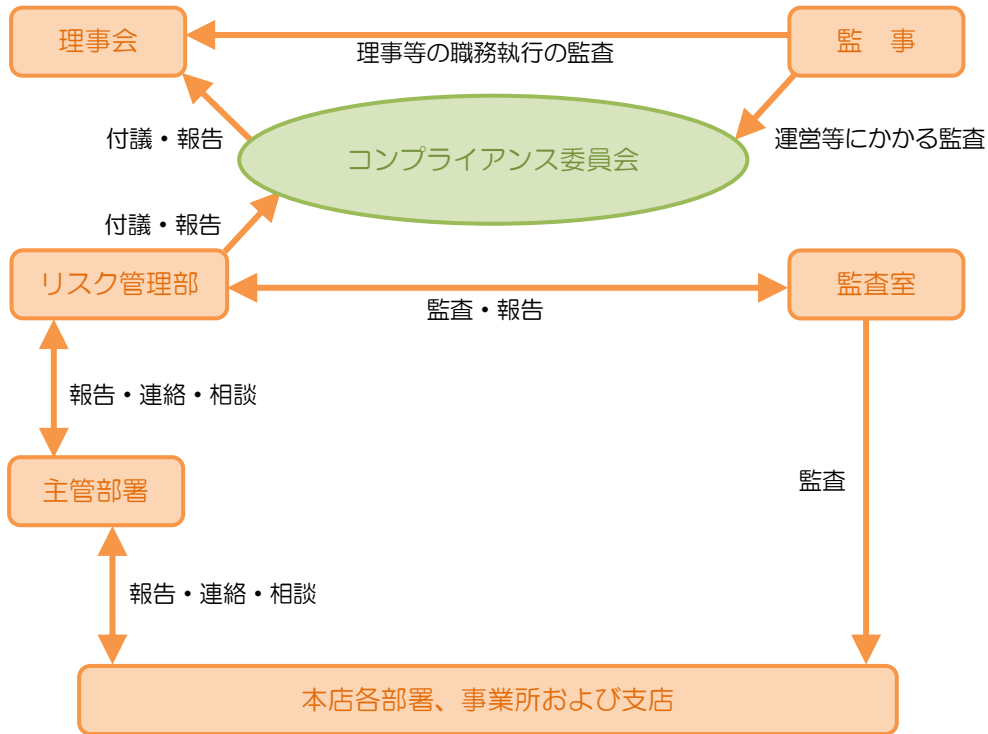 理事会
監　事
理事等の職務執行の監査
付議・報告
コンプライアンス委員会
運営等にかかる監査
付議・報告
リスク管理部
監査室
監査・報告
報告・連絡・相談
主管部署
監査
報告・連絡・相談
本店各部署、事業所および支店